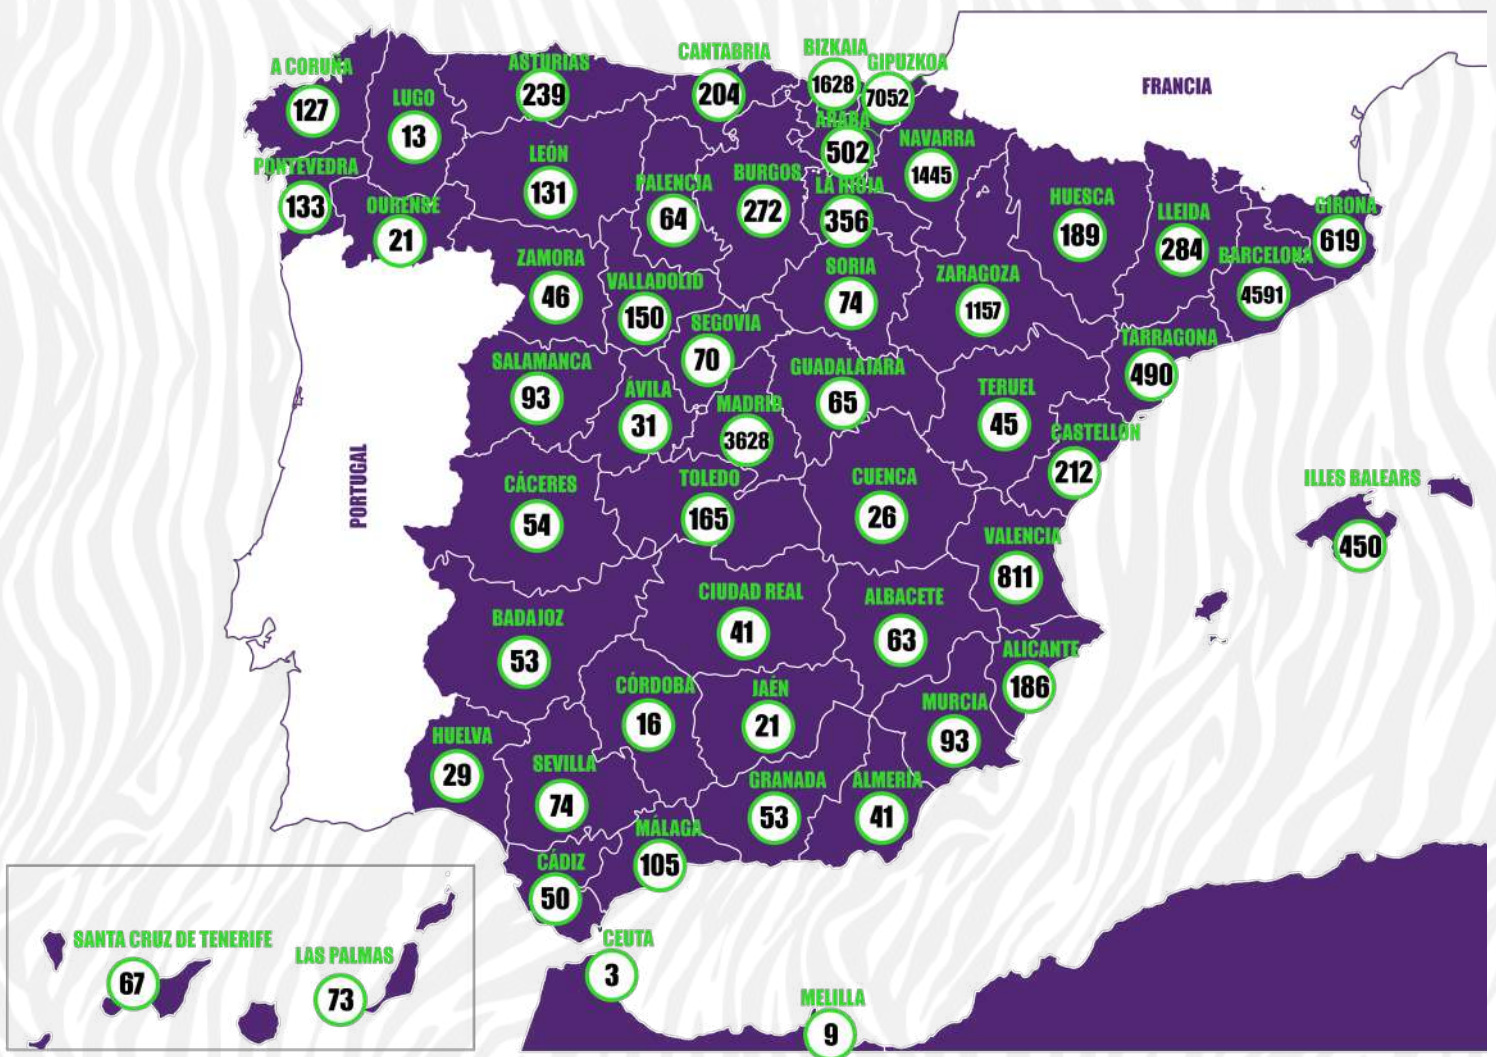 BIZKAIA
1628
CANTABRIA
204
GIPUZKOA
7052
ASTURIAS
239
A CORUÑA
127
FRANCIA
LUGO
13
ARABA
502
NAVARRA
1445
LEÓN
131
PONTEVEDRA
133
BURGOS
272
PALENCIA
64
LA RIOJA
356
HUESCA
189
OURENSE
21
LLEIDA
284
GIRONA
619
BARCELONA
4591
ZAMORA
46
SORIA
74
ZARAGOZA
1157
VALLADOLID
150
SEGOVIA
70
TARRAGONA
490
SALAMANCA
93
GUADALAJARA
65
ÁVILA
31
TERUEL
45
MADRID
3628
CASTELLÓN
212
PORTUGAL
CÁCERES
54
TOLEDO
165
CUENCA
26
ILLES BALEARS
450
VALENCIA
811
CIUDAD REAL
41
ALBACETE
63
BADAJOZ
53
ALICANTE
186
CÓRDOBA
16
JAÉN
21
MURCIA
93
HUELVA
29
SEVILLA
74
GRANADA
53
ALMERIA
41
MÁLAGA
105
CÁDIZ
50
SANTA CRUZ DE TENERIFE
67
LAS PALMAS
73
CEUTA
3
MELILLA
9